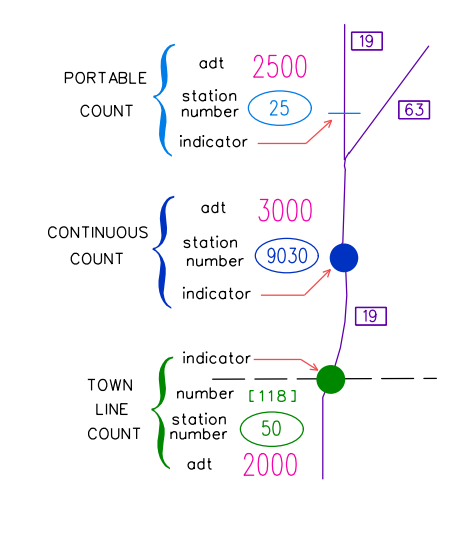 19
adt 2500
PORTABLE
station
number 25
63
COUNT
indicator
adt 3000
CONTINUOUS
station
number 9030
COUNT
indicator
19
indicator
TOWN
number [118]
LINE
station
number 50
COUNT
adt 2000